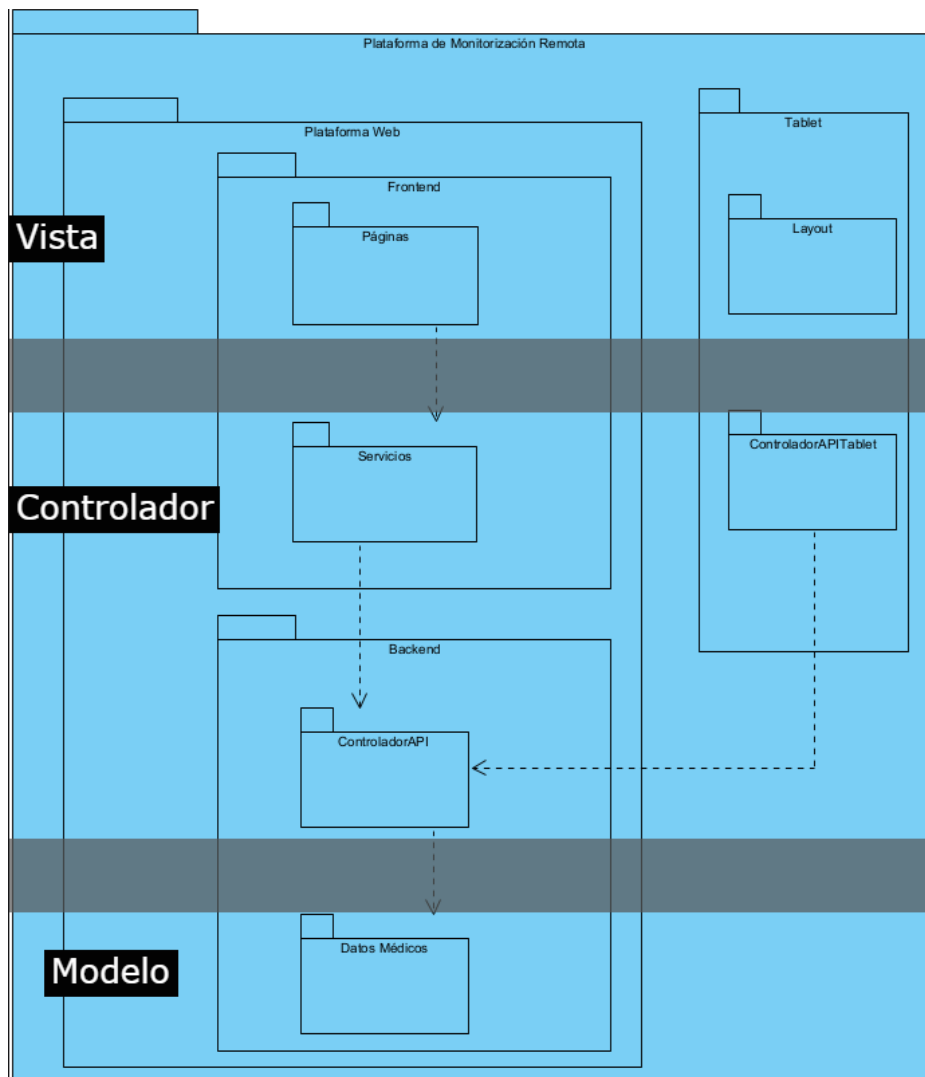 Plataforma de Monitorización Remota
Plataforma Web
Tablet
Frontend
Páginas
Layout
Vista
Servicios
ControladorAPITablet
Controlador
Backend
ControladorAPI
Datos Médicos
Modelo